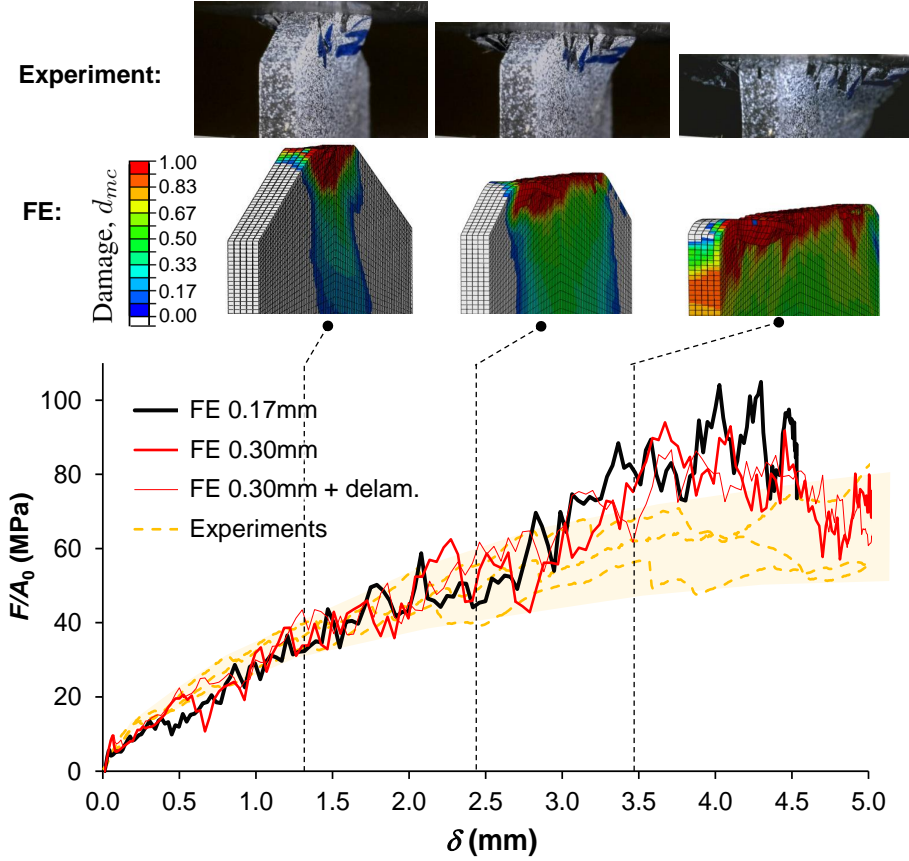 Experiment:
FE:
Damage, d_mc
1.00
0.83
0.67
0.50
0.33
0.17
0.00
FE 0.17mm
FE 0.30mm
FE 0.30mm + delam.
Experiments
F/A0 (MPa)
100
80
60
40
20
0
0.0 0.5 1.0 1.5 2.0 2.5 3.0 3.5 4.0 4.5 5.0
δ (mm)